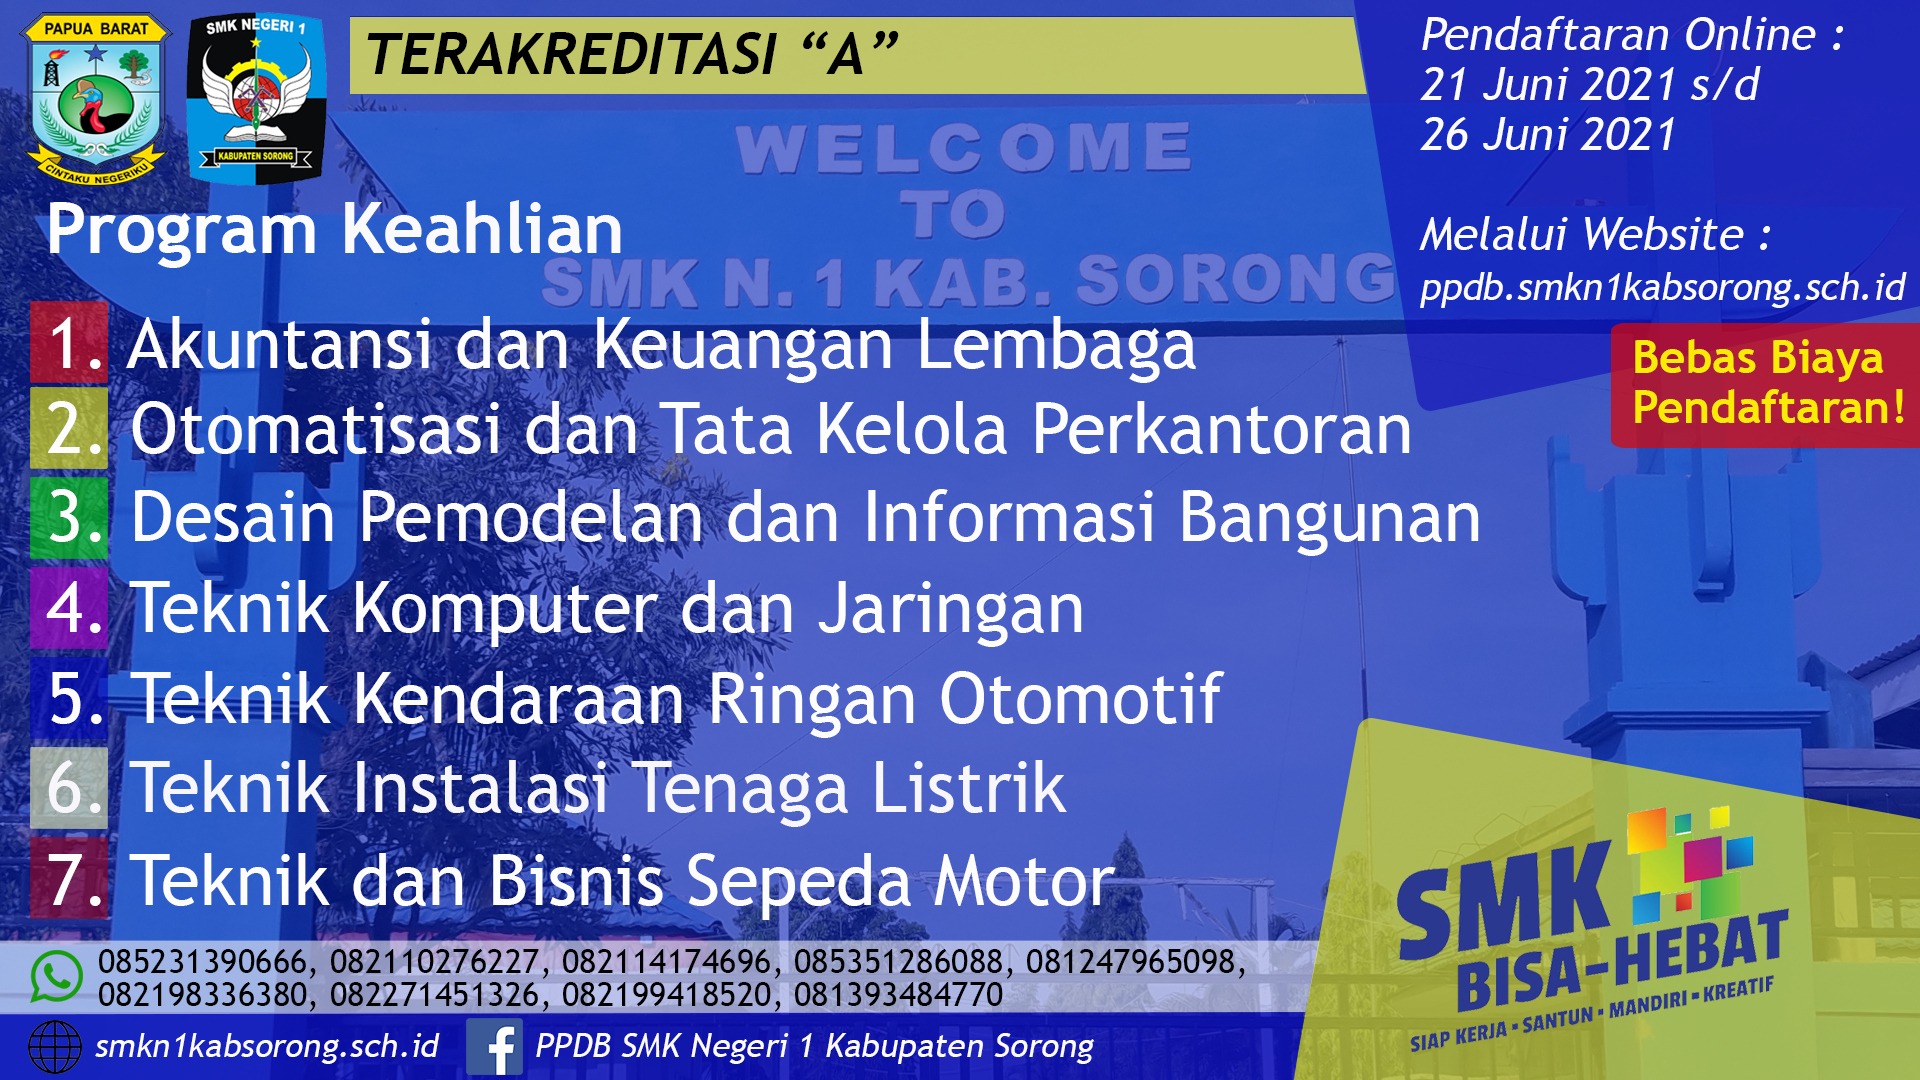 PAPUA BARAT
CINTAKU NEGERIKU
SMK NEGERI 1
KABUPATEN SORONG
TERAKREDITASI “A”
Pendaftaran Online :
21 Juni 2021 s/d
26 Juni 2021
Melalui Website :
ppdb.smkn1kabsorong.sch.id
Bebas Biaya
Pendaftaran!
WELCOME
TO
SMK N. 1 KAB. SORONG
Program Keahlian
1. Akuntansi dan Keuangan Lembaga
2. Otomatisasi dan Tata Kelola Perkantoran
3. Desain Pemodelan dan Informasi Bangunan
4. Teknik Komputer dan Jaringan
5. Teknik Kendaraan Ringan Otomotif
6. Teknik Instalasi Tenaga Listrik
7. Teknik dan Bisnis Sepeda Motor
085231390666, 082110276227, 082114174696, 085351286088, 081247965098,
082198336380, 082271451326, 082199418520, 081393484770
smkn1kabsorong.sch.id
PPDB SMK Negeri 1 Kabupaten Sorong
SMK
BISA-HEBAT
SIAP KERJA ▪ SANTUN ▪ MANDIRI ▪ KREATIF